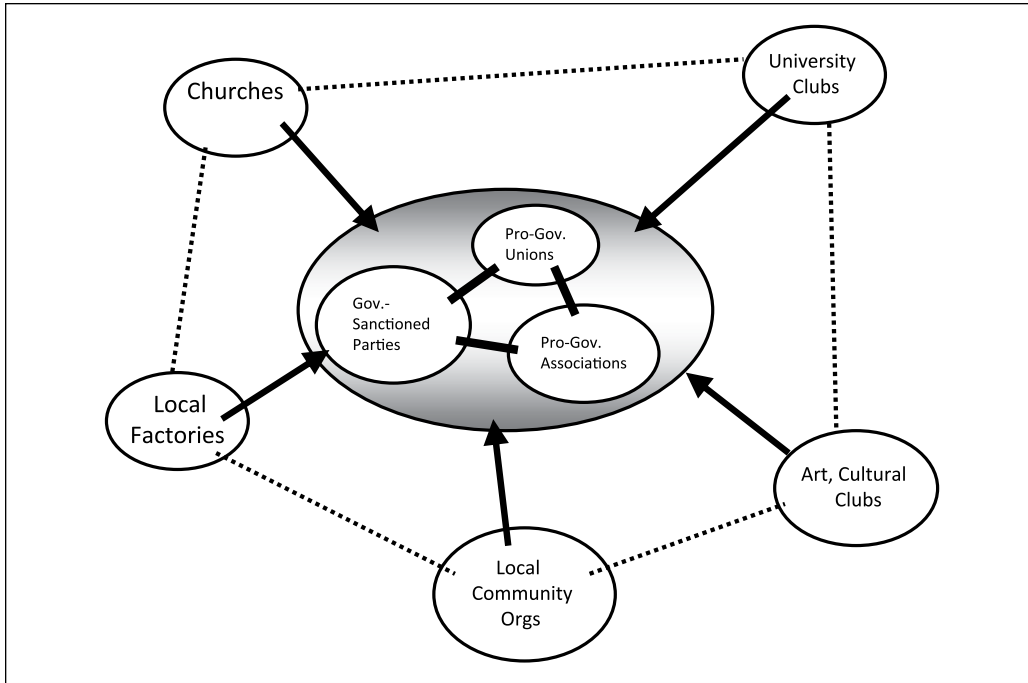 Churches
University
Clubs
Pro-Gov.
Unions
Gov.-
Sanctioned
Parties
Pro-Gov.
Associations
Local
Factories
Art, Cultural
Clubs
Local
Community
Orgs